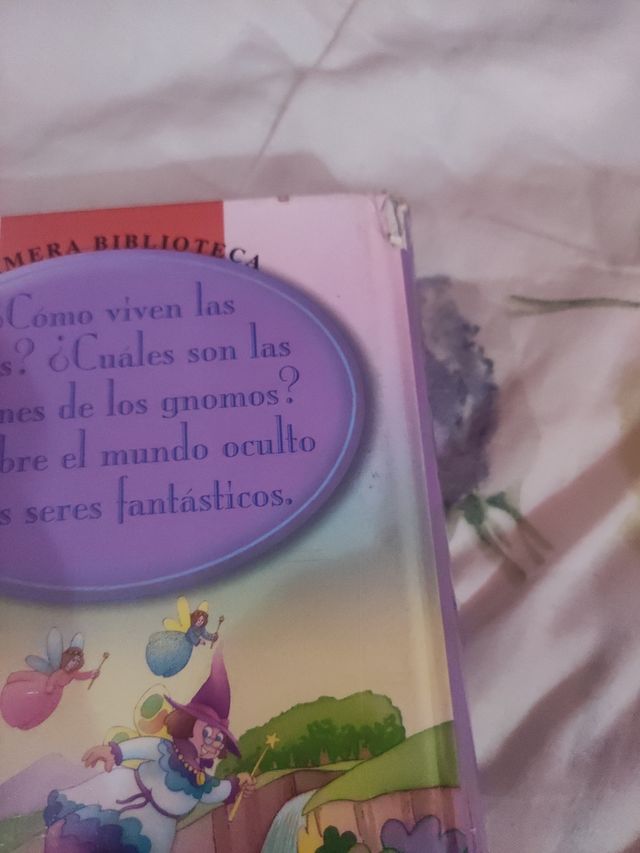 MERA BIBLIOTECA
¿Cómo viven las
s? ¿Cuáles son las
nes de los gnomos?
bre el mundo oculto
s seres fantásticos.